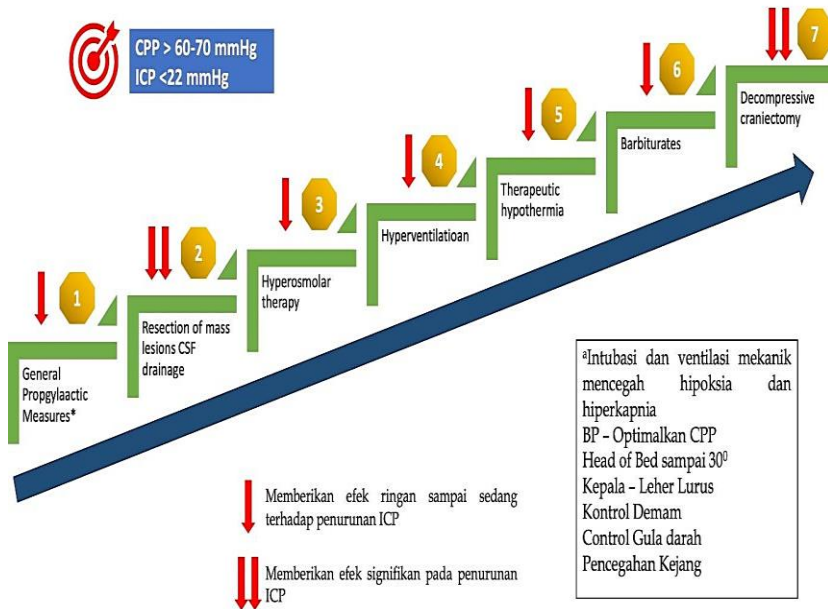 CPP > 60-70 mmHg
ICP <22 mmHg
1
General
Propgylaactic
Measures*
2
Resection of mass
lesions CSF
drainage
3
Hyperosmolar
therapy
4
Hyperventilatioan
5
Therapeutic
hypothermia
6
Barbiturates
7
Decompressive
craniectomy
Memberikan efek ringan sampai sedang
terhadap penurunan ICP
Memberikan efek signifikan pada penurunan
ICP
ᵃIntubasi dan ventilasi mekanik
mencegah hipoksia dan
hiperkapnia
BP – Optimalkan CPP
Head of Bed sampai 30⁰
Kepala – Leher Lurus
Kontrol Demam
Control Gula darah
Pencegahan Kejang